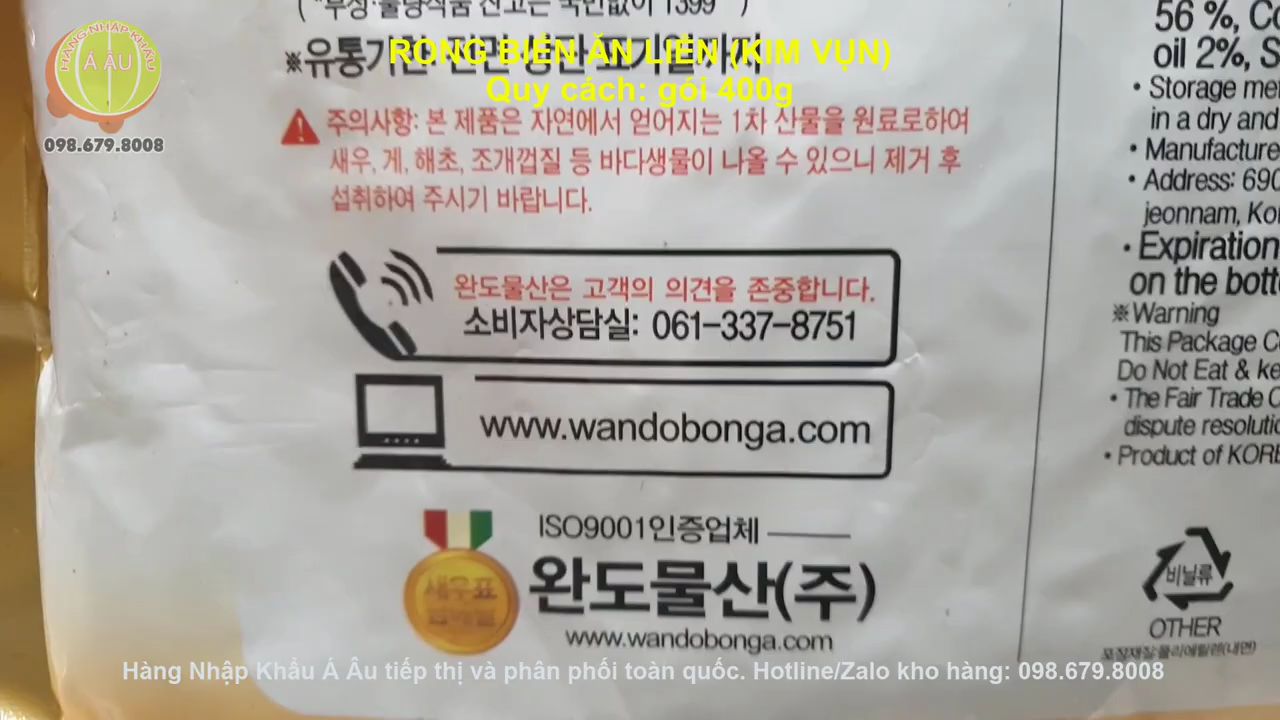 HÀNG NHẬP KHẨU
Á ÂU
098.679.8008
RONG BIỂN ĂN LIỀN (KIM VỤN)
Quy cách: gói 400g
1399 )
※유통기한:
주의사항: 본 제품은 자연에서 얻어지는 1차 산물을 원료로하여
새우, 게, 해초, 조개껍질 등 바다생물이 나올 수 있으니 제거 후
섭취하여 주시기 바랍니다.
완도물산은 고객의 의견을 존중합니다.
소비자상담실: 061-337-8751
www.wandobonga.com
ISO9001인증업체
완도물산(주)
www.wandobonga.com
새우표
56 %,
oil 2%,
• Storage
in a dry and
• Manufacture
• Address: 690
jeonnam,
• Expiration
on the
※Warning
This Package
Do Not Eat &
• The Fair Trade
dispute
• Product of
비닐류
OTHER
Hàng Nhập Khẩu Á Âu tiếp thị và phân phối toàn quốc. Hotline/Zalo kho hàng: 098.679.8008